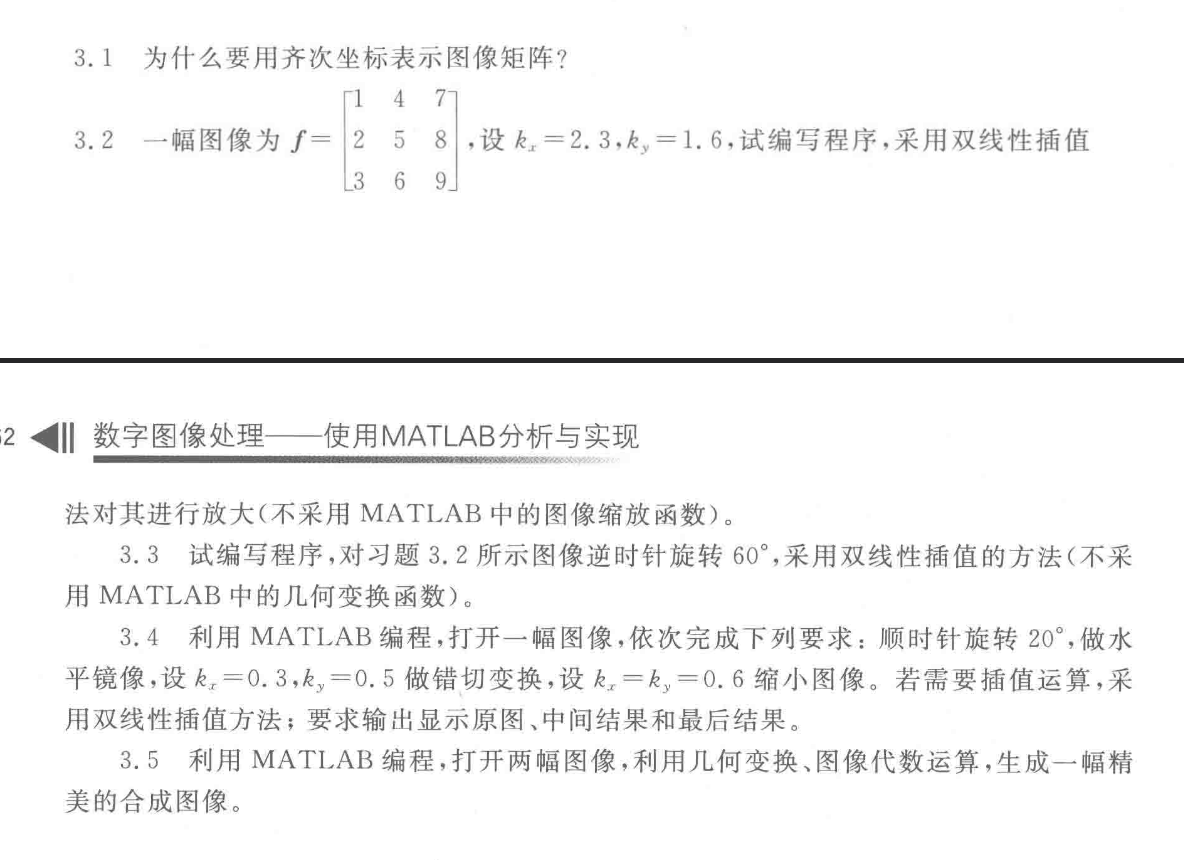 3.1 为什么要用齐次坐标表示图像矩阵?
3.2 一幅图像为 f= [1 4 7
2 5 8
3 6 9] ,设 kx=2.3,ky=1.6,试编写程序,采用双线性插值
62 数字图像处理——使用MATLAB分析与实现
法对其进行放大(不采用 MATLAB 中的图像缩放函数)。
3.3 试编写程序,对习题 3.2 所示图像逆时针旋转 60°,采用双线性插值的方法(不采
用 MATLAB 中的几何变换函数)。
3.4 利用 MATLAB 编程,打开一幅图像,依次完成下列要求:顺时针旋转 20°,做水
平镜像,设 kx=0.3,ky=0.5 做错切变换,设 kx=ky=0.6 缩小图像。若需要插值运算,采
用双线性插值方法;要求输出显示原图、中间结果和最后结果。
3.5 利用 MATLAB 编程,打开两幅图像,利用几何变换、图像代数运算,生成一幅精
美的合成图像。